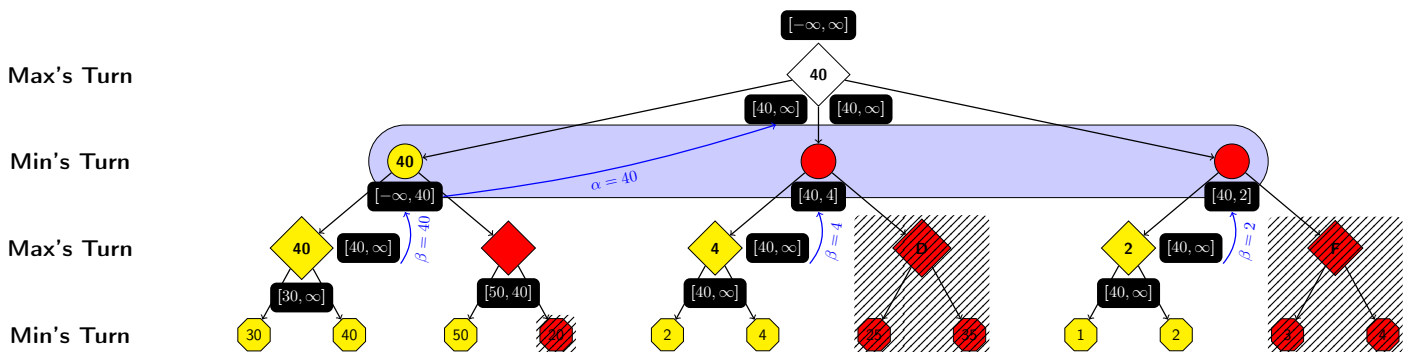 [−∞, ∞]
Max's Turn 40
[40, ∞] [40, ∞]
Min's Turn 40
α = 40
[−∞, 40] [40, 4] [40, 2]
β = 40 β = 4 β = 2
Max's Turn 40 [40, ∞] 4 [40, ∞] D 2 [40, ∞] F
[30, ∞] [50, 40] [40, ∞] [40, ∞]
Min's Turn 30 40 50 20 2 4 25 35 1 2 3 4